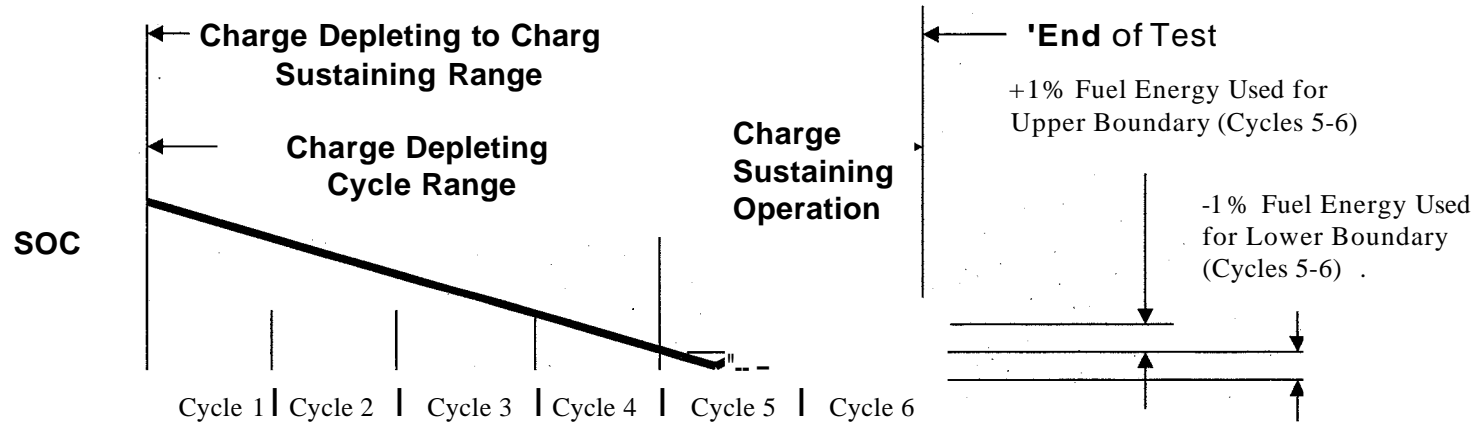 Charge Depleting to Charg
Sustaining Range
Charge Depleting
Cycle Range
Charge
Sustaining
Operation
'End of Test
+1% Fuel Energy Used for
Upper Boundary (Cycles 5-6)
-1% Fuel Energy Used
for Lower Boundary
(Cycles 5-6) .
SOC
Cycle 1 | Cycle 2 | Cycle 3 | Cycle 4 | Cycle 5 | Cycle 6